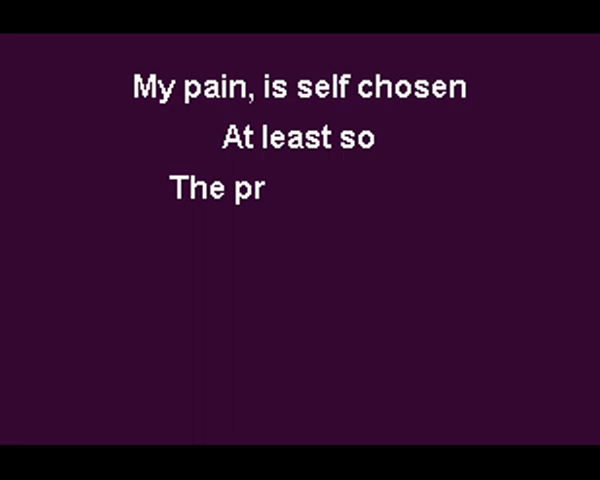 My pain, is self chosen
At least so
The pr